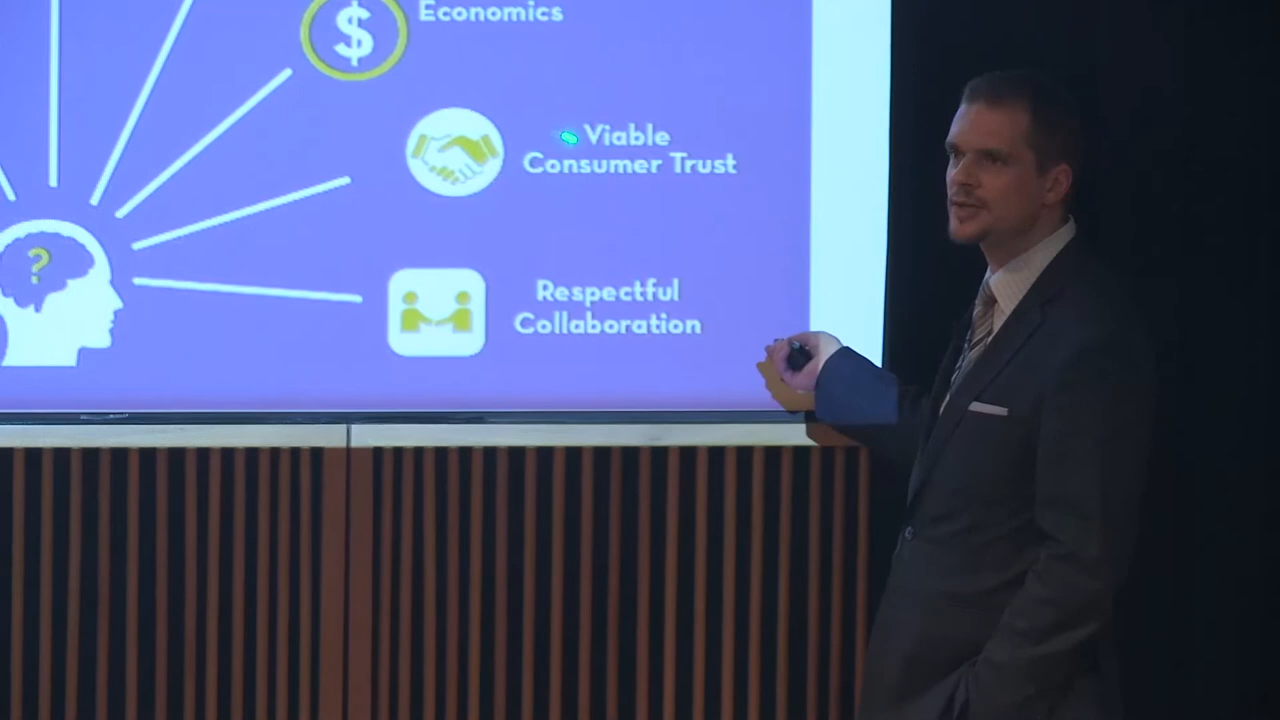 Economics
$
Viable
Consumer Trust
?
Respectful
Collaboration